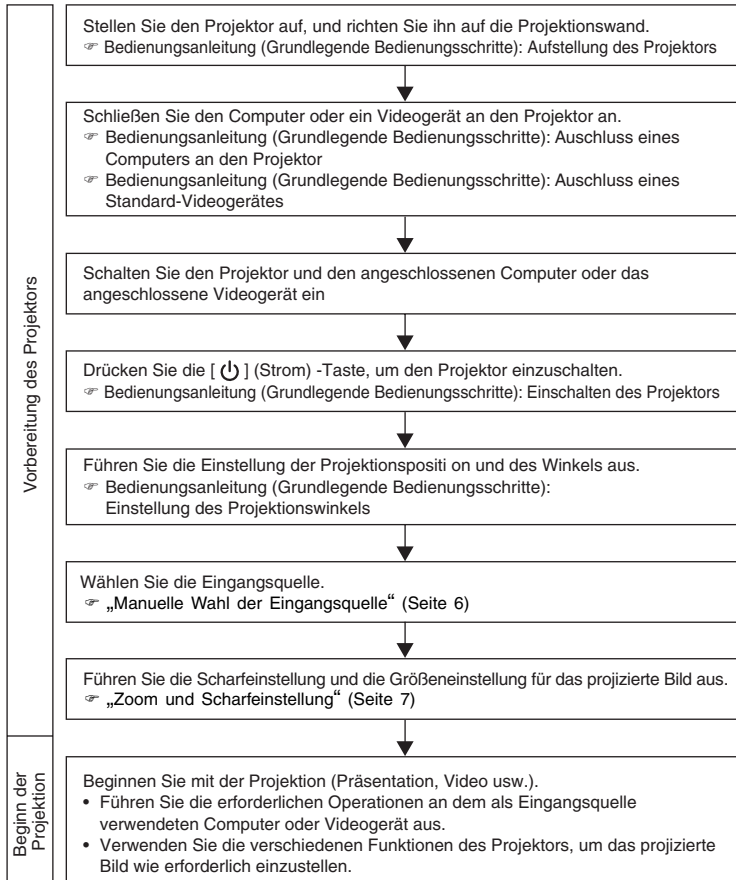 Vorbereitung des Projektors
Stellen Sie den Projektor auf, und richten Sie ihn auf die Projektionswand.
☞ Bedienungsanleitung (Grundlegende Bedienungsschritte): Aufstellung des Projektors
Schließen Sie den Computer oder ein Videogerät an den Projektor an.
☞ Bedienungsanleitung (Grundlegende Bedienungsschritte): Auschluss eines
Computers an den Projektor
☞ Bedienungsanleitung (Grundlegende Bedienungsschritte): Auschluss eines
Standard-Videogerätes
Schalten Sie den Projektor und den angeschlossenen Computer oder das
angeschlossene Videogerät ein
Drücken Sie die [ ⏻ ] (Strom) -Taste, um den Projektor einzuschalten.
☞ Bedienungsanleitung (Grundlegende Bedienungsschritte): Einschalten des Projektors
Führen Sie die Einstellung der Projektionspositi on und des Winkels aus.
☞ Bedienungsanleitung (Grundlegende Bedienungsschritte):
Einstellung des Projektionswinkels
Wählen Sie die Eingangsquelle.
☞ „Manuelle Wahl der Eingangsquelle“ (Seite 6)
Führen Sie die Scharfeinstellung und die Größeneinstellung für das projizierte Bild aus.
☞ „Zoom und Scharfeinstellung“ (Seite 7)
Beginn der
Projektion
Beginnen Sie mit der Projektion (Präsentation, Video usw.).
• Führen Sie die erforderlichen Operationen an dem als Eingangsquelle
verwendeten Computer oder Videogerät aus.
• Verwenden Sie die verschiedenen Funktionen des Projektors, um das projizierte
Bild wie erforderlich einzustellen.